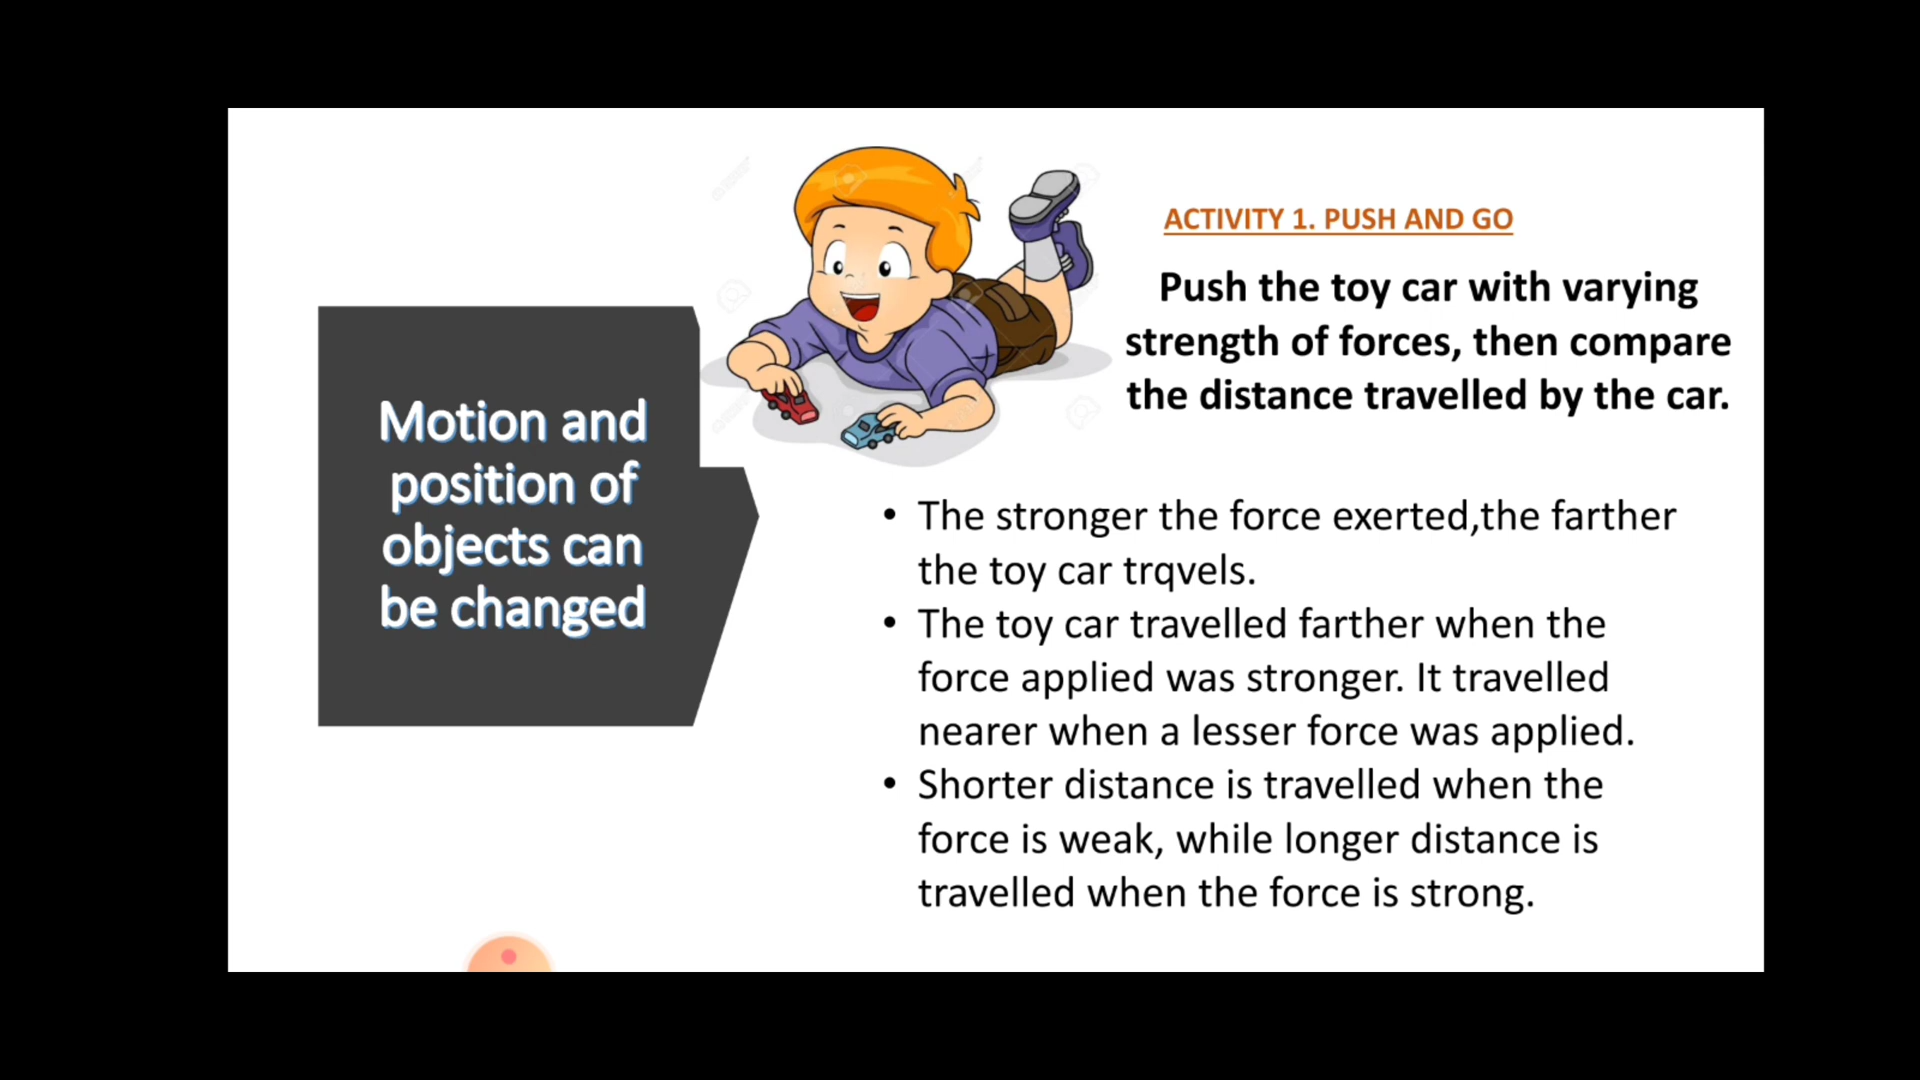 Motion and
position of
objects can
be changed
ACTIVITY 1. PUSH AND GO
Push the toy car with varying
strength of forces, then compare
the distance travelled by the car.
• The stronger the force exerted,the farther
the toy car trqvels.
• The toy car travelled farther when the
force applied was stronger. It travelled
nearer when a lesser force was applied.
• Shorter distance is travelled when the
force is weak, while longer distance is
travelled when the force is strong.